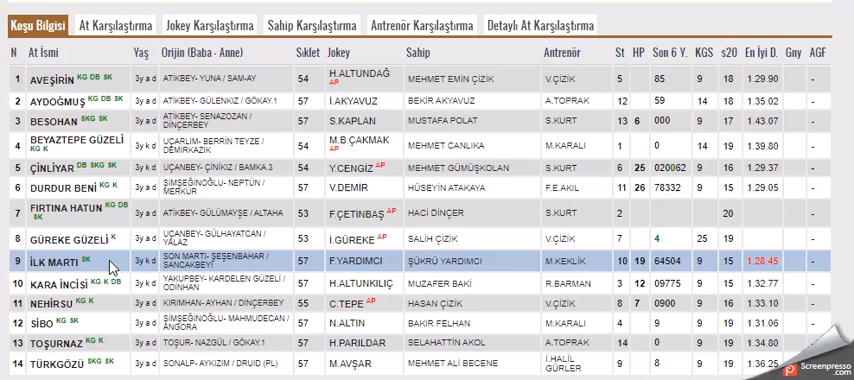 Koşu Bilgisi At Karşılaştırma Jokey Karşılaştırma Sahip Karşılaştırma Antrenör Karşılaştırma Detaylı At Karşılaştırma
N At İsmi Yaş Orijin (Baba - Anne) Sıklet Jokey Sahip Antrenör St HP Son 6 Y. KGS s20 En İyi D. Gny AGF
1 AVEŞİRİN KG DB SK 3y a d ATİKBEY- YUNA / SAM-AY 54 H.ALTUNDAĞ AP MEHMET EMİN ÇİZİK V.ÇİZİK 5 85 9 18 1.29.90 -
2 AYDOĞMUŞ KG DB SK 3y a d ATİKBEY- GÜLENKIZ / GÖKAY.1 57 İ.AKYAVUZ BEKİR AKYAVUZ A.TOPRAK 12 59 14 18 1.35.02 -
3 BESOHAN SKG SK 3y a d ATİKBEY- SENAZOZAN / DİNÇERBEY 57 S.KAPLAN MUSTAFA POLAT S.KURT 13 6 000 9 17 1.43.07 -
4 BEYAZTEPE GÜZELİ KG K 3y k d UÇARLIM- BERRİN TEYZE / DEMİRKAZIK 57 M.B.ÇAKMAK AP MEHMET CANLIKA M.KARALI 1 0 14 19 1.39.80 -
5 ÇİNLİYAR DB SKG SK 3y k d UÇANBEY- ÇİNİKIZ / BAMKA.3 54 Y.CENGİZ AP MEHMET GÜMÜŞKOLAN S.KURT 6 25 020062 9 16 1.29.37 -
6 DURDUR BENİ KG K 3y a d ŞİMŞEĞİNOĞLU- NEPTÜN / MERKUR 57 V.DEMİR HÜSEYİN ATAKAYA F.E.AKIL 11 26 78332 9 15 1.29.05 -
7 FIRTINA HATUN KG DB SK 3y a d ATİKBEY- GÜLÜMAYŞE / ALTAHA 53 F.ÇETİNBAŞ AP HACI DİNÇER S.KURT 2 20 -
8 GÜREKE GÜZELİ K 3y a d UÇANBEY- GÜLHAYATCAN / YALAZ 53 İ.GÜREKE AP SALİH ÇİZİK V.ÇİZİK 7 4 25 19 -
9 İLK MARTI SK 3y k d SON MARTI- ŞEŞENBAHAR / SANCAKBEYİ 57 F.YARDIMCI ŞÜKRÜ YARDIMCI M.KEKLİK 10 19 64504 9 15 1.28.45 -
10 KARA İNCİSİ KG K DB 3y k d YAKUPBEY- KARDELEN GÜZELİ / ODİNHAN 57 H.ALTUNKILIÇ MUZAFER BAKİ R.BARMAN 3 12 09775 9 15 1.32.77 -
11 NEHİRSU KG K 3y a d KIRIMHAN- AYHAN / DİNÇERBEY 55 C.TEPE AP HASAN ÇİZİK V.ÇİZİK 8 7 0900 9 16 1.33.10 -
12 SİBO KG SK 3y a d ŞİMŞEĞİNOĞLU- MAHMUDECAN / ANGORA 57 N.ALTIN BAKIR FELHAN M.KARALI 4 9 19 1.31.06 -
13 TOŞURNAZ KG K 3y a d TOŞUR- NAZGÜL / GÖKAY.1 57 H.PARILDAR SELAHATTİN AKOL A.TOPRAK 14 0 9 19 1.34.80 -
14 TÜRKGÖZÜ SKG SK 3y a d SONALP- AYKIZIM / DRUID (PL) 57 M.AVŞAR MEHMET ALİ BECENE İ.HALİL GÜRLER 9 8 9 19 1.36.25
Screenpresso
.com